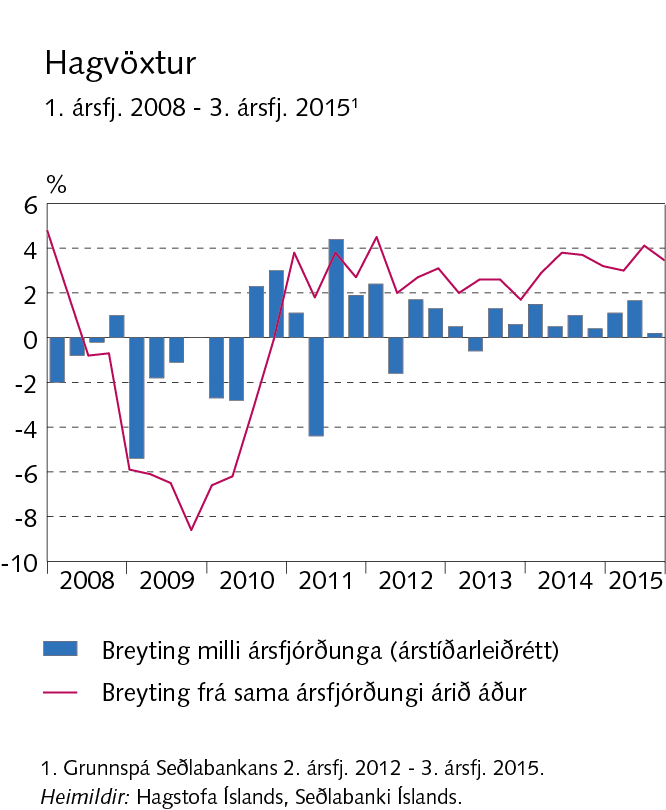 Hagvöxtur
1. ársfj. 2008 - 3. ársfj. 2015¹
%
6
4
2
0
-2
-4
-6
-8
-10
2008 2009 2010 2011 2012 2013 2014 2015
Breyting milli ársfjórðunga (árstíðarleiðrétt)
Breyting frá sama ársfjórðungi árið áður
1. Grunnspá Seðlabankans 2. ársfj. 2012 - 3. ársfj. 2015.
Heimildir: Hagstofa Íslands, Seðlabanki Íslands.